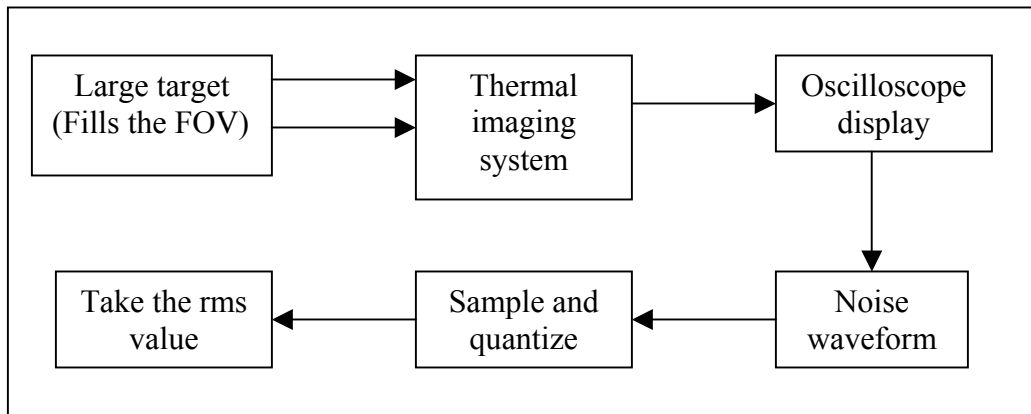 Large target
(Fills the FOV)
Thermal
imaging
system
Oscilloscope
display
Noise
waveform
Sample and
quantize
Take the rms
value